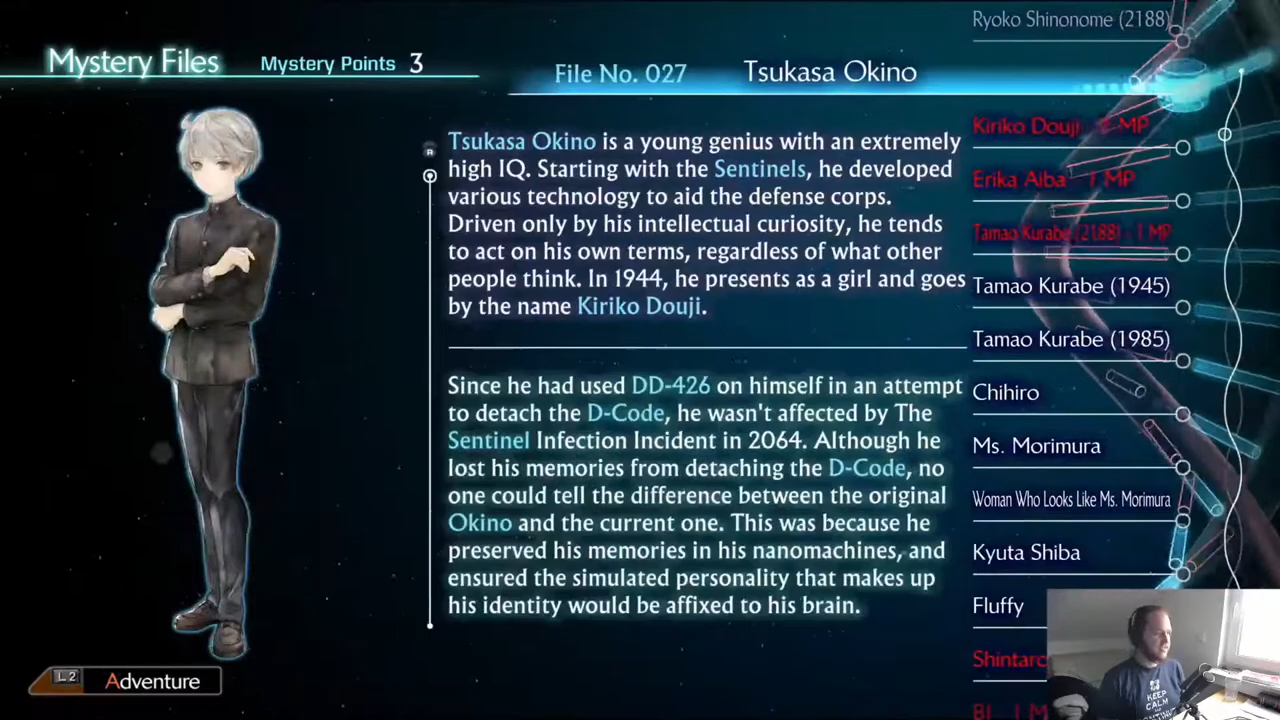 Ryoko Shinonome (2188)
Mystery Files
Mystery Points 3
File No. 027
Tsukasa Okino
Tsukasa Okino is a young genius with an extremely
high IQ. Starting with the Sentinels, he developed
various technology to aid the defense corps.
Driven only by his intellectual curiosity, he tends
to act on his own terms, regardless of what other
people think. In 1944, he presents as a girl and goes
by the name Kiriko Douji.
Since he had used DD-426 on himself in an attempt
to detach the D-Code, he wasn't affected by The
Sentinel Infection Incident in 2064. Although he
lost his memories from detaching the D-Code, no
one could tell the difference between the original
Okino and the current one. This was because he
preserved his memories in his nanomachines, and
ensured the simulated personality that makes up
his identity would be affixed to his brain.
Kiriko Douji - MP
Erika Aiba - 1 MP
Tamao Kurabe (2188) - 1 MP
Tamao Kurabe (1945)
Tamao Kurabe (1985)
Chihiro
Ms. Morimura
Woman Who Looks Like Ms. Morimura
Kyuta Shiba
Fluffy
Shintaro
R
L2 Adventure
KEEP
CALM